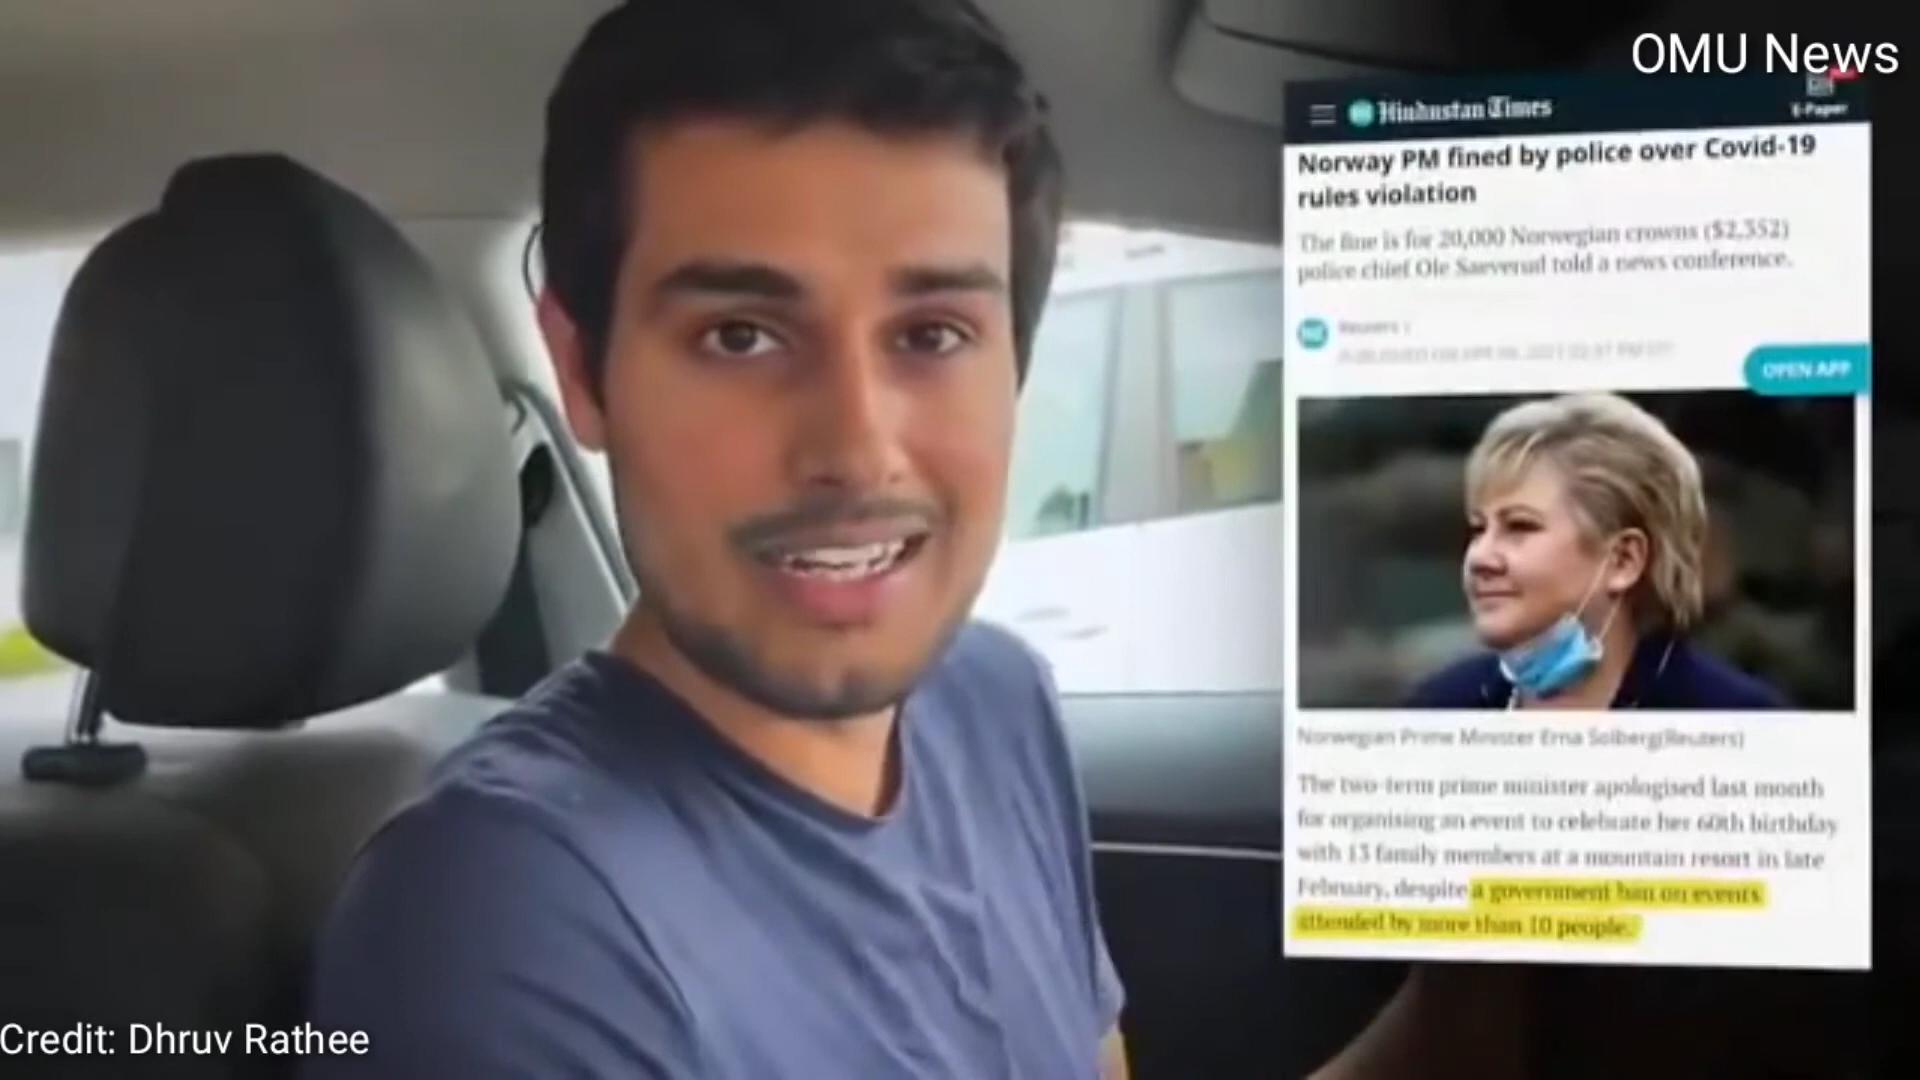 OMU News
Hindustan Times
E-Paper
Norway PM fined by police over Covid-19
rules violation
The fine is for 20,000 Norwegian crowns ($2,352)
police chief Ole Saeverud told a news conference.
Reuters
OPEN APP
Norwegian Prime Minister Erna Solberg(Reuters)
The two-term prime minister apologised last month
for organising an event to celebrate her 60th birthday
with 13 family members at a mountain resort in late
February, despite a government ban on events
attended by more than 10 people.
Credit: Dhruv Rathee